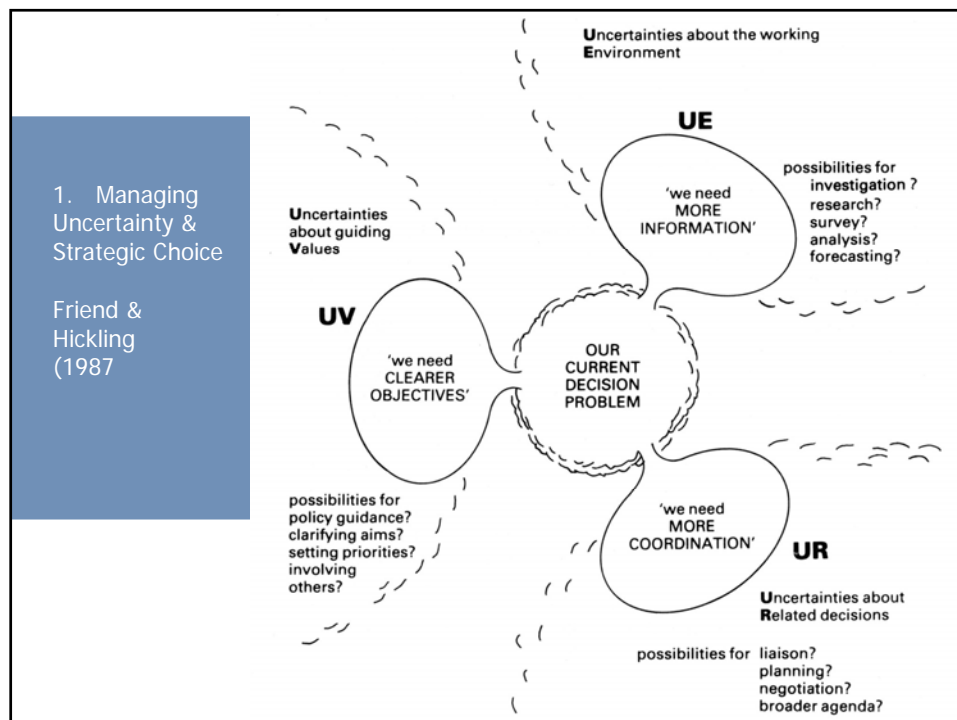 1. Managing
Uncertainty &
Strategic Choice
Friend &
Hickling
(1987
Uncertainties about the working
Environment
UE
'we need
MORE
INFORMATION'
possibilities for
investigation ?
research?
survey?
analysis?
forecasting?
Uncertainties
about guiding
Values
UV
'we need
CLEARER
OBJECTIVES'
possibilities for
policy guidance?
clarifying aims?
setting priorities?
involving
others?
OUR
CURRENT
DECISION
PROBLEM
'we need
MORE
COORDINATION'
UR
Uncertainties about
Related decisions
possibilities for liaison?
planning?
negotiation?
broader agenda?